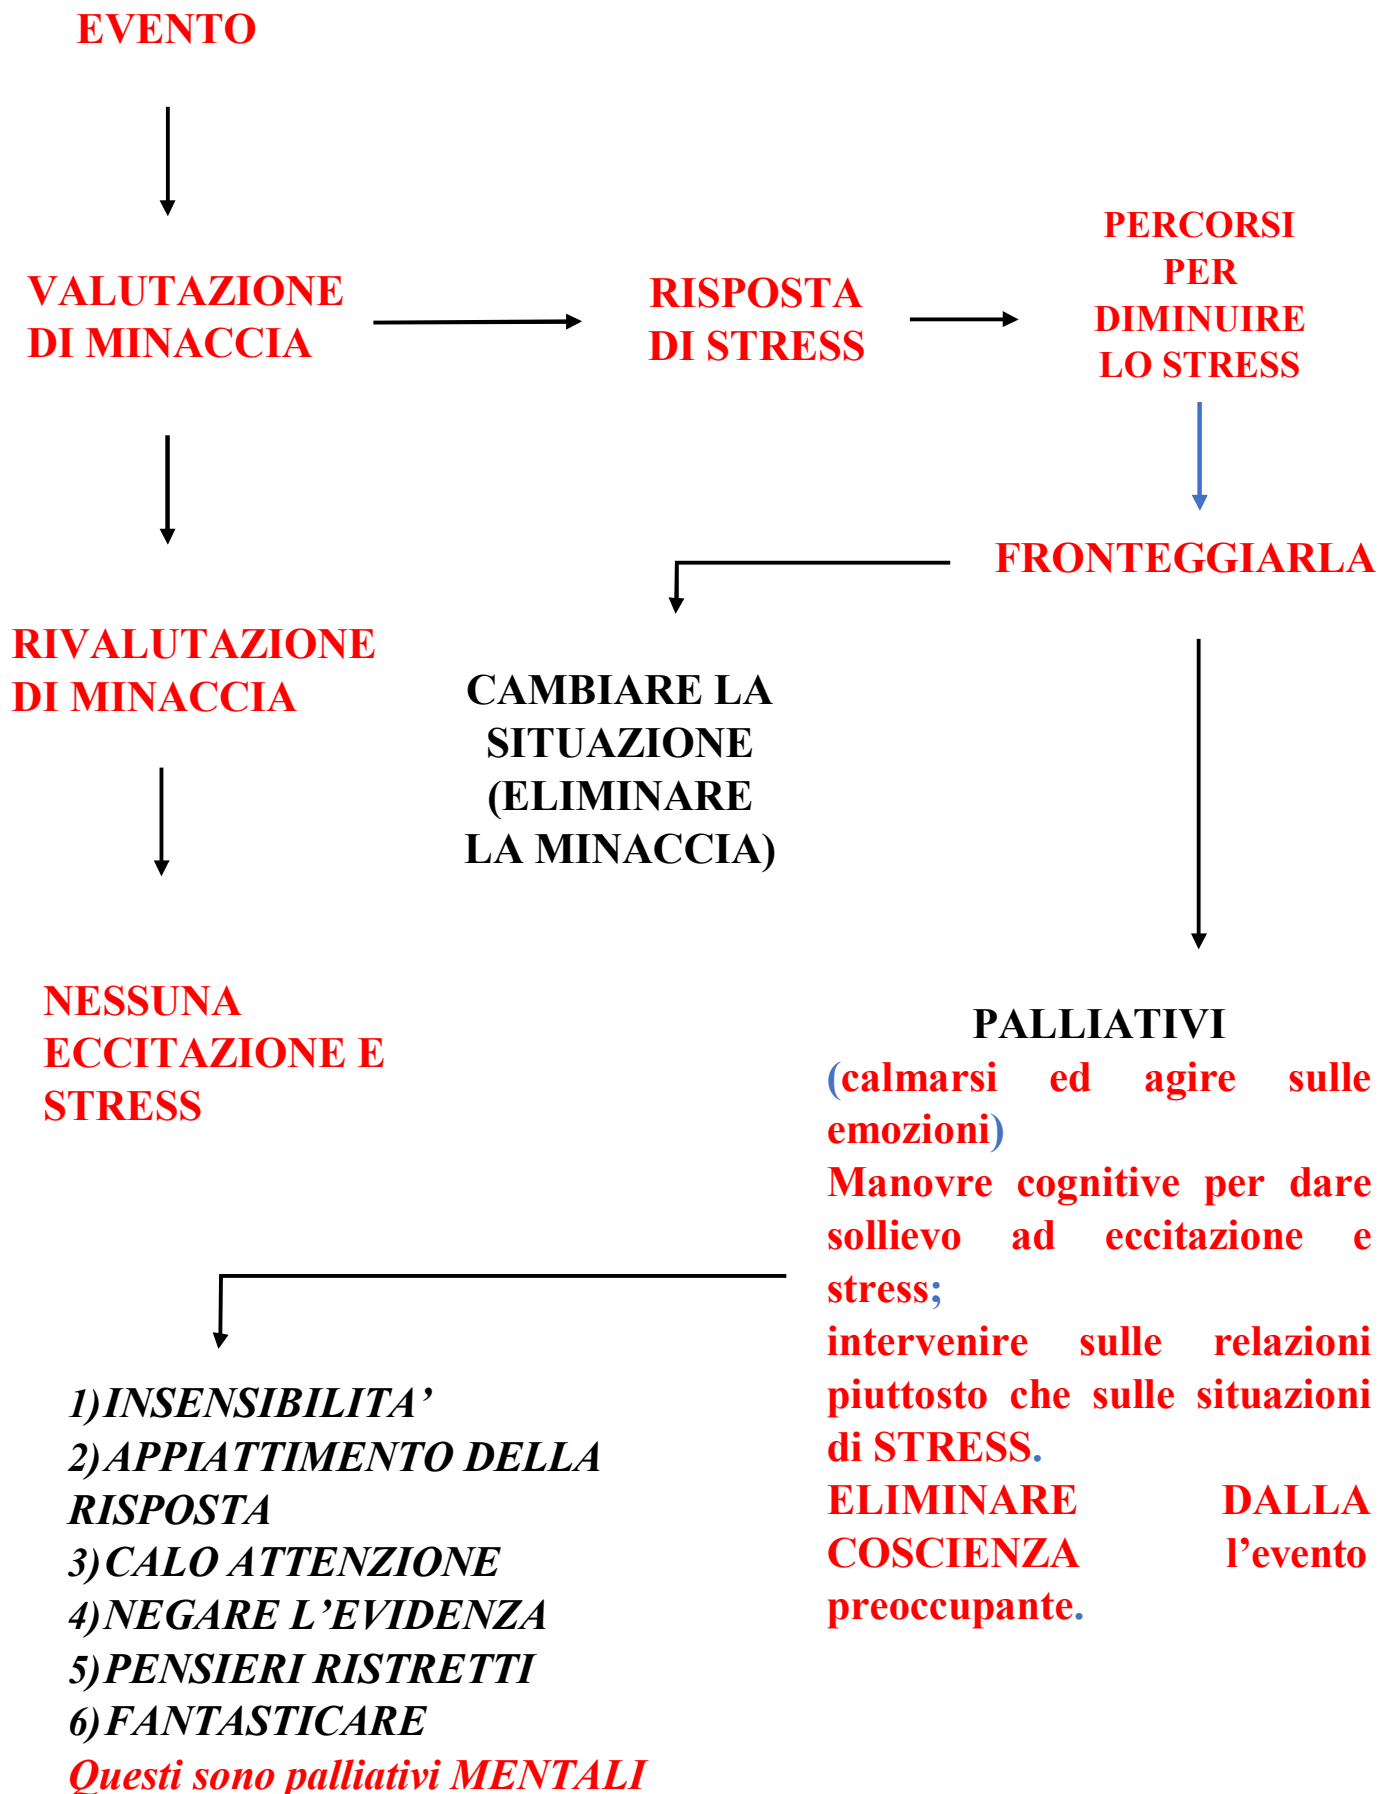 EVENTO
VALUTAZIONE
DI MINACCIA
RISPOSTA
DI STRESS
PERCORSI
PER
DIMINUIRE
LO STRESS
FRONTEGGIARLA
RIVALUTAZIONE
DI MINACCIA
CAMBIARE LA
SITUAZIONE
(ELIMINARE
LA MINACCIA)
NESSUNA
ECCITAZIONE E
STRESS
PALLIATIVI
(calmarsi ed agire sulle
emozioni)
Manovre cognitive per dare
sollievo ad eccitazione e
stress;
intervenire sulle relazioni
piuttosto che sulle situazioni
di STRESS.
ELIMINARE DALLA
COSCIENZA l’evento
preoccupante.
1)INSENSIBILITA’
2)APPIATTIMENTO DELLA
RISPOSTA
3)CALO ATTENZIONE
4)NEGARE L’EVIDENZA
5)PENSIERI RISTRETTI
6)FANTASTICARE
Questi sono palliativi MENTALI